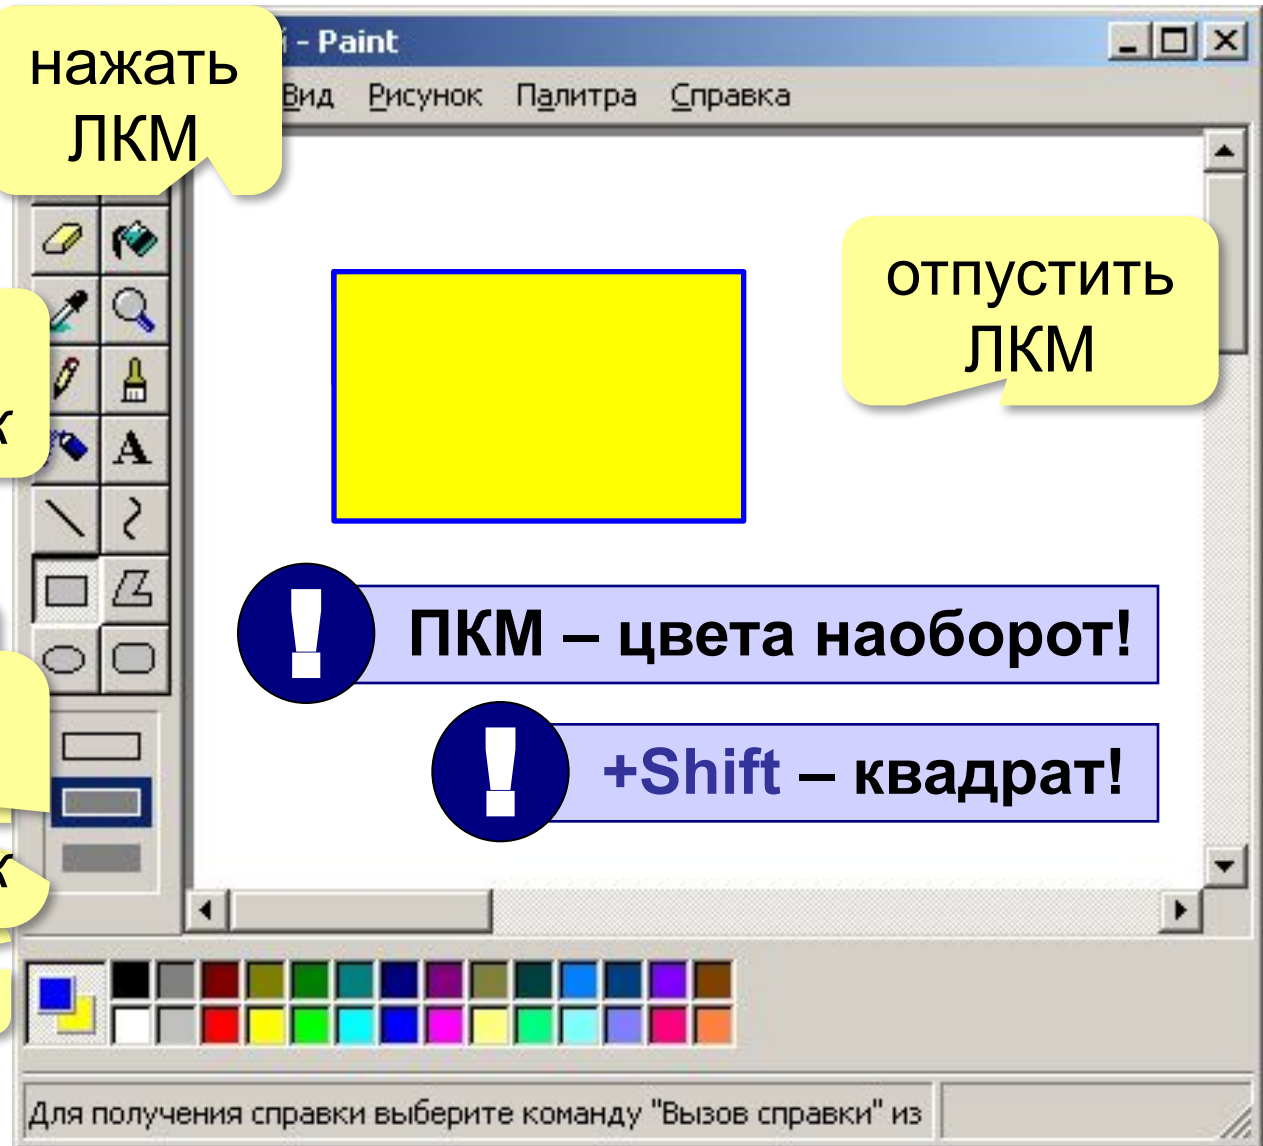 нажать
ЛКМ
- Paint
Вид Рисунок Палитра Справка
отпустить
ЛКМ
A
! ПКМ – цвета наоборот!
! +Shift – квадрат!
Для получения справки выберите команду "Вызов справки" из